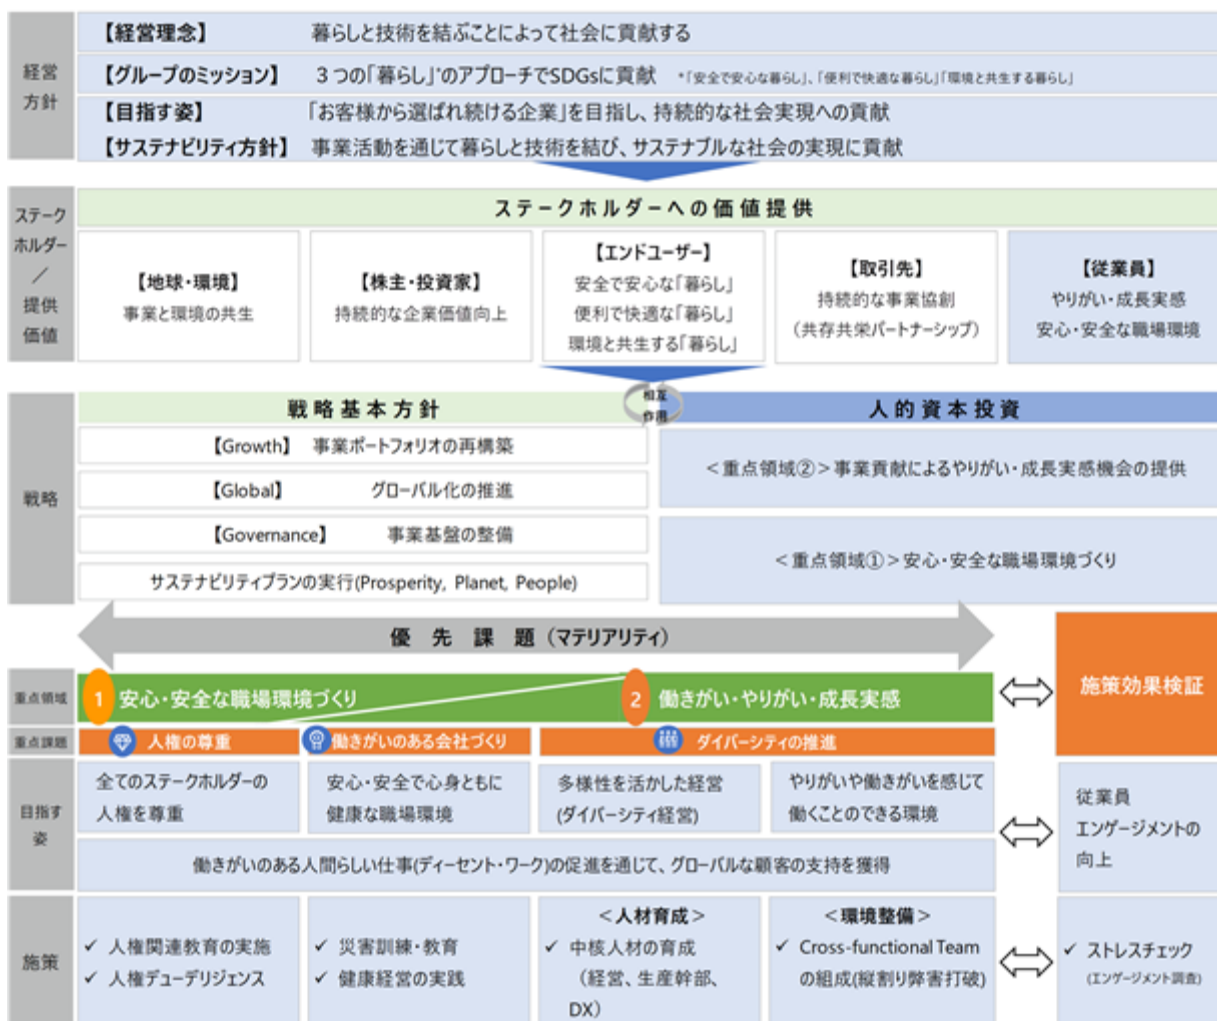 経営
方針
【経営理念】 暮らしと技術を結ぶことによって社会に貢献する
【グループのミッション】 3つの「暮らし」*のアプローチでSDGsに貢献 *「安全で安心な暮らし」、「便利で快適な暮らし」「環境と共生する暮らし」
【目指す姿】 「お客様から選ばれ続ける企業」を目指し、持続的な社会実現への貢献
【サステナビリティ方針】 事業活動を通じて暮らしと技術を結び、サステナブルな社会の実現に貢献
ステーク
ホルダー
／
提供
価値
ステークホルダーへの価値提供
【地球・環境】
事業と環境の共生
【株主・投資家】
持続的な企業価値向上
【エンドユーザー】
安全で安心な「暮らし」
便利で快適な「暮らし」
環境と共生する「暮らし」
【取引先】
持続的な事業協創
（共存共栄パートナーシップ）
【従業員】
やりがい・成長実感
安心・安全な職場環境
戦略
戦略基本方針
相互
作用
人的資本投資
【Growth】 事業ポートフォリオの再構築
【Global】 グローバル化の推進
【Governance】 事業基盤の整備
サステナビリティプランの実行(Prosperity, Planet, People)
＜重点領域②＞事業貢献によるやりがい・成長実感機会の提供
＜重点領域①＞安心・安全な職場環境づくり
優先課題（マテリアリティ）
施策効果検証
重点領域
1 安心・安全な職場環境づくり
2 働きがい・やりがい・成長実感
重点課題
人権の尊重
働きがいのある会社づくり
ダイバーシティの推進
目指す
姿
全てのステークホルダーの
人権を尊重
安心・安全で心身ともに
健康な職場環境
多様性を活かした経営
(ダイバーシティ経営)
やりがいや働きがいを感じて
働くことのできる環境
従業員
エンゲージメントの
向上
働きがいのある人間らしい仕事(ディーセント・ワーク)の促進を通じて、グローバルな顧客の支持を獲得
施策
✓ 人権関連教育の実施
✓ 人権デューデリジェンス
✓ 災害訓練・教育
✓ 健康経営の実践
＜人材育成＞
✓ 中核人材の育成
（経営、生産幹部、
DX）
＜環境整備＞
✓ Cross-functional Team
の組成(縦割り弊害打破)
✓ ストレスチェック
(エンゲージメント調査)